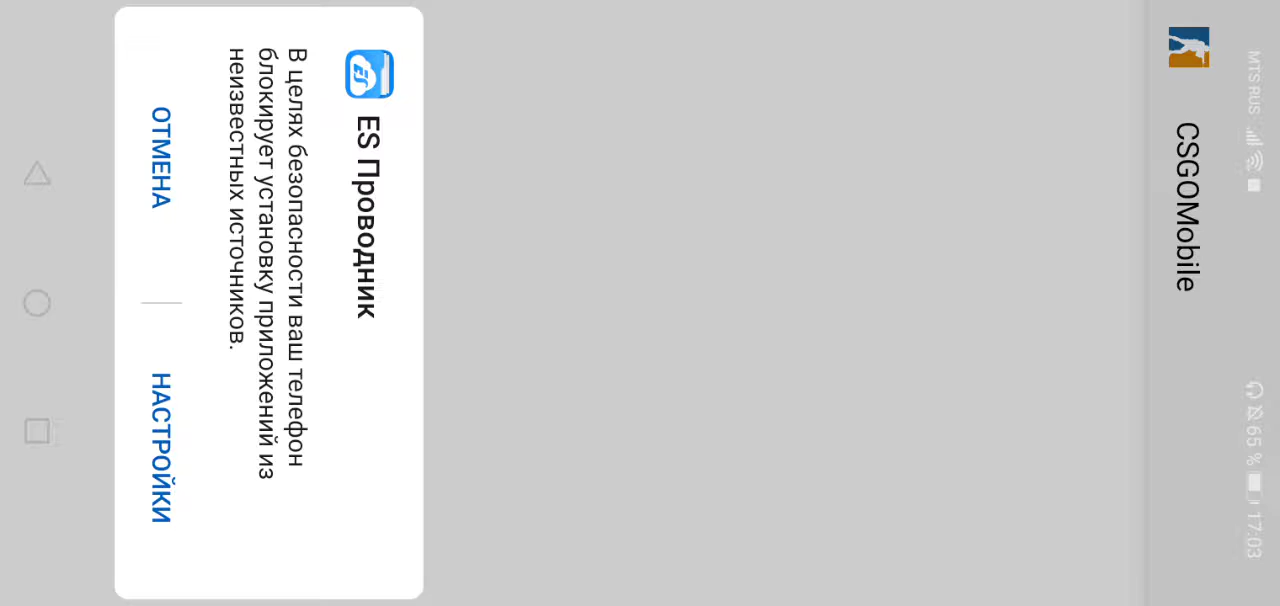 MTS RUS 65 % 17:03
CSGOMobile
ES Проводник
В целях безопасности ваш телефон
блокирует установку приложений из
неизвестных источников.
ОТМЕНА НАСТРОЙКИ